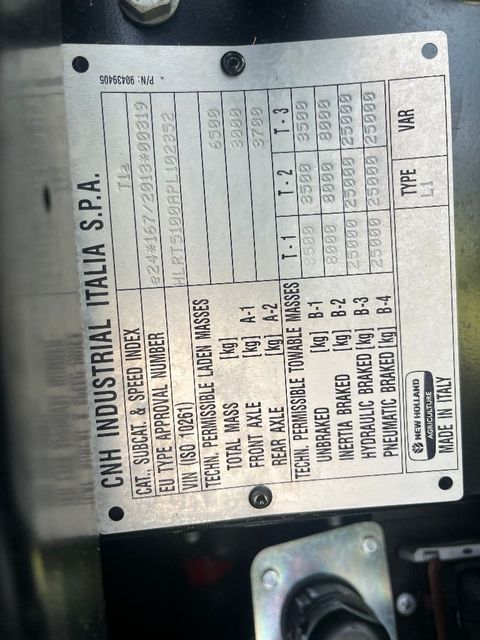 P/N: 90439405
CNH INDUSTRIAL ITALIA S.P.A.
CAT., SUBCAT. & SPEED INDEX T1a
EU TYPE APPROVAL NUMBER e24*167/2013*00319
VIN (ISO 10261) HLRT5100APL102352
TECHN. PERMISSIBLE LADEN MASSES
TOTAL MASS [kg] 6500
FRONT AXLE [kg] A-1 3000
REAR AXLE [kg] A-2 3700
TECHN. PERMISSIBLE TOWABLE MASSES T-1 T-2 T-3
UNBRAKED [kg] B-1 3500 3500 3500
INERTIA BRAKED [kg] B-2 8000 8000 8000
HYDRAULIC BRAKED [kg] B-3 25000 25000 25000
PNEUMATIC BRAKED [kg] B-4 25000 25000 25000
TYPE VAR
L1
NEW HOLLAND
AGRICULTURE
MADE IN ITALY